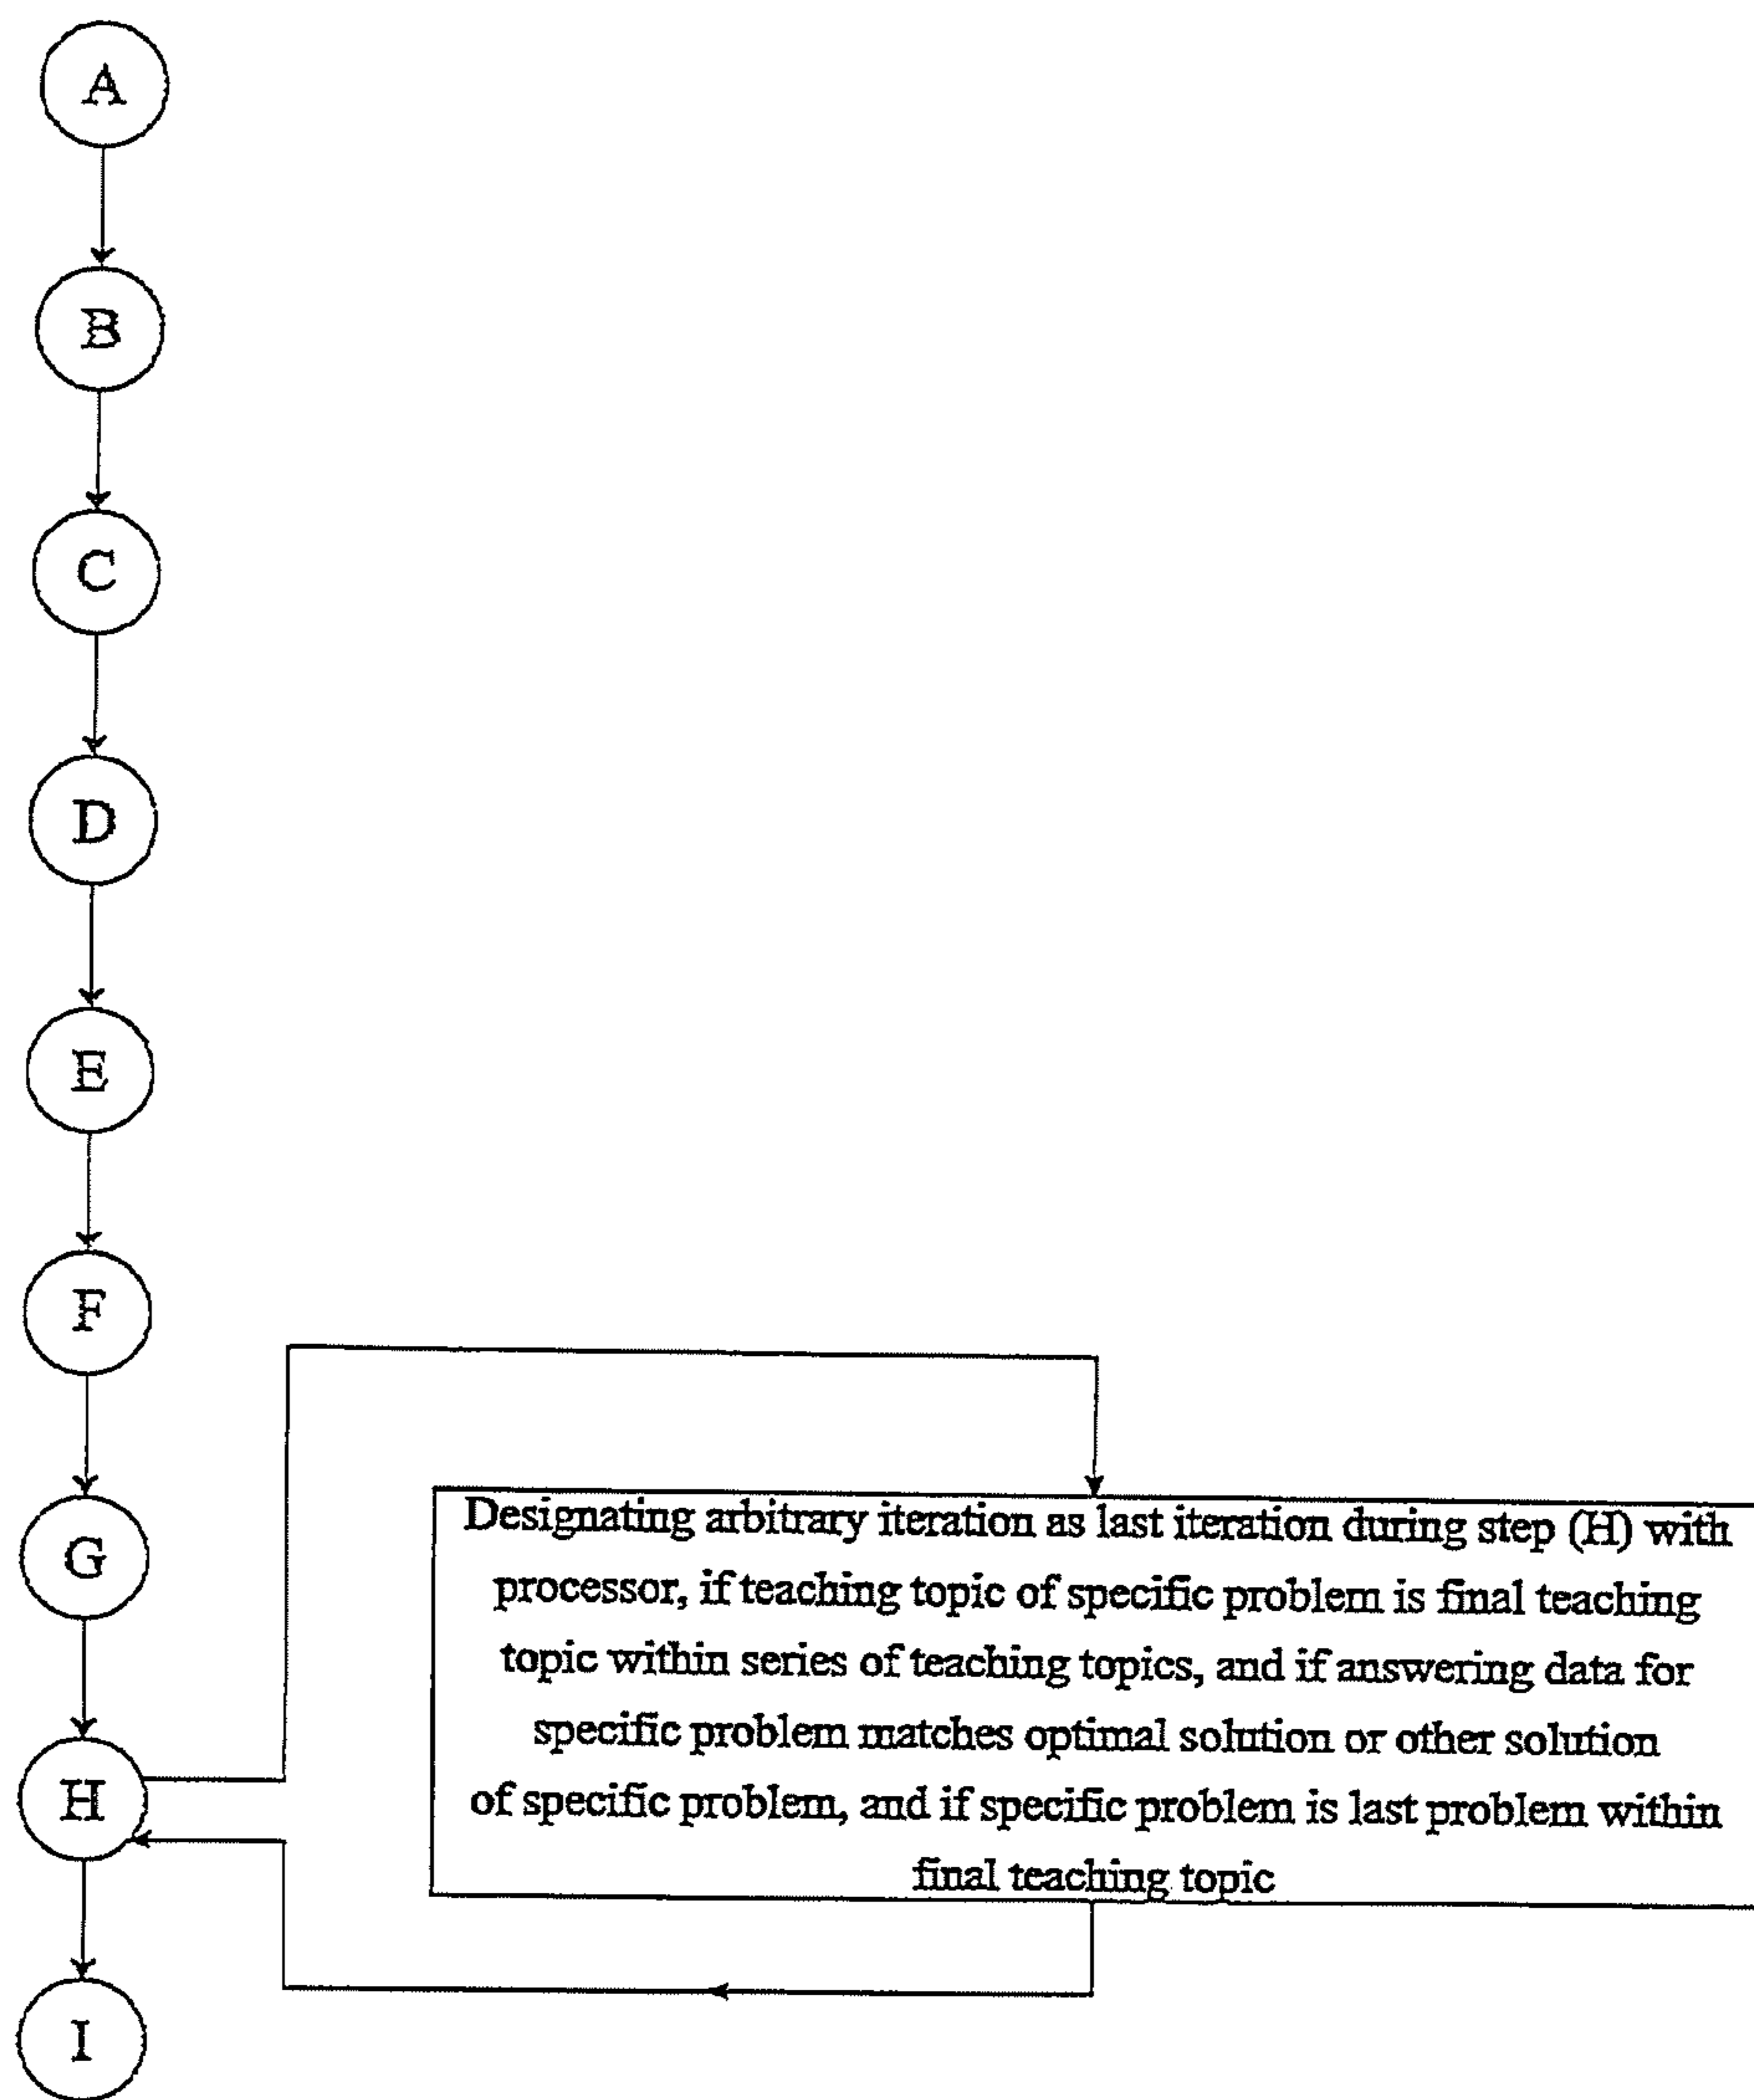 A
B
C
D
E
F
G
H
I
Designating arbitrary iteration as last iteration during step (H) with
processor, if teaching topic of specific problem is final teaching
topic within series of teaching topics, and if answering data for
specific problem matches optimal solution or other solution
of specific problem, and if specific problem is last problem within
final teaching topic